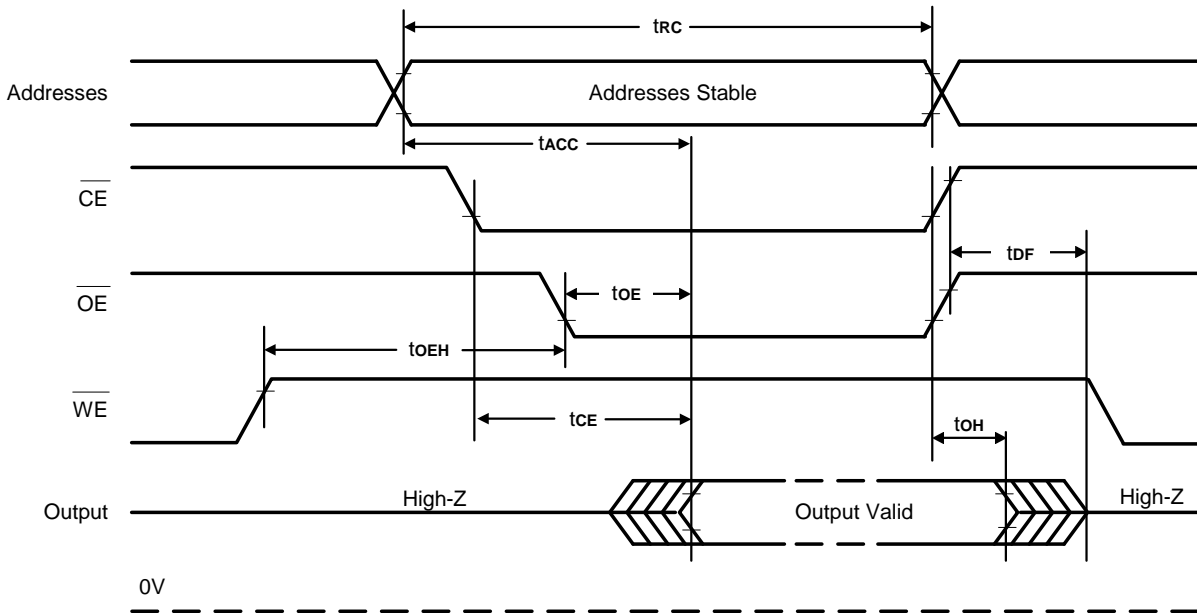 tRC
Addresses
Addresses Stable
tACC
CE
tDF
OE
tOE
tOEH
WE
tCE
tOH
High-Z
Output
Output Valid
High-Z
0V